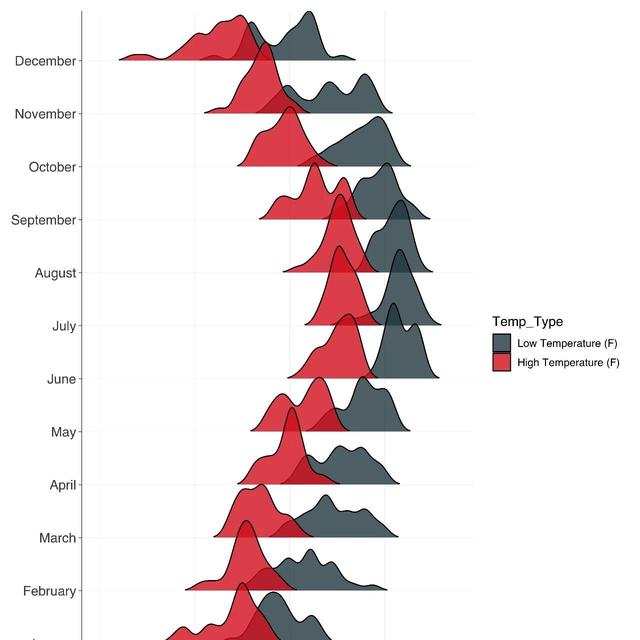 December
November
October
September
August
July
June
May
April
March
February
Temp_Type
Low Temperature (F)
High Temperature (F)